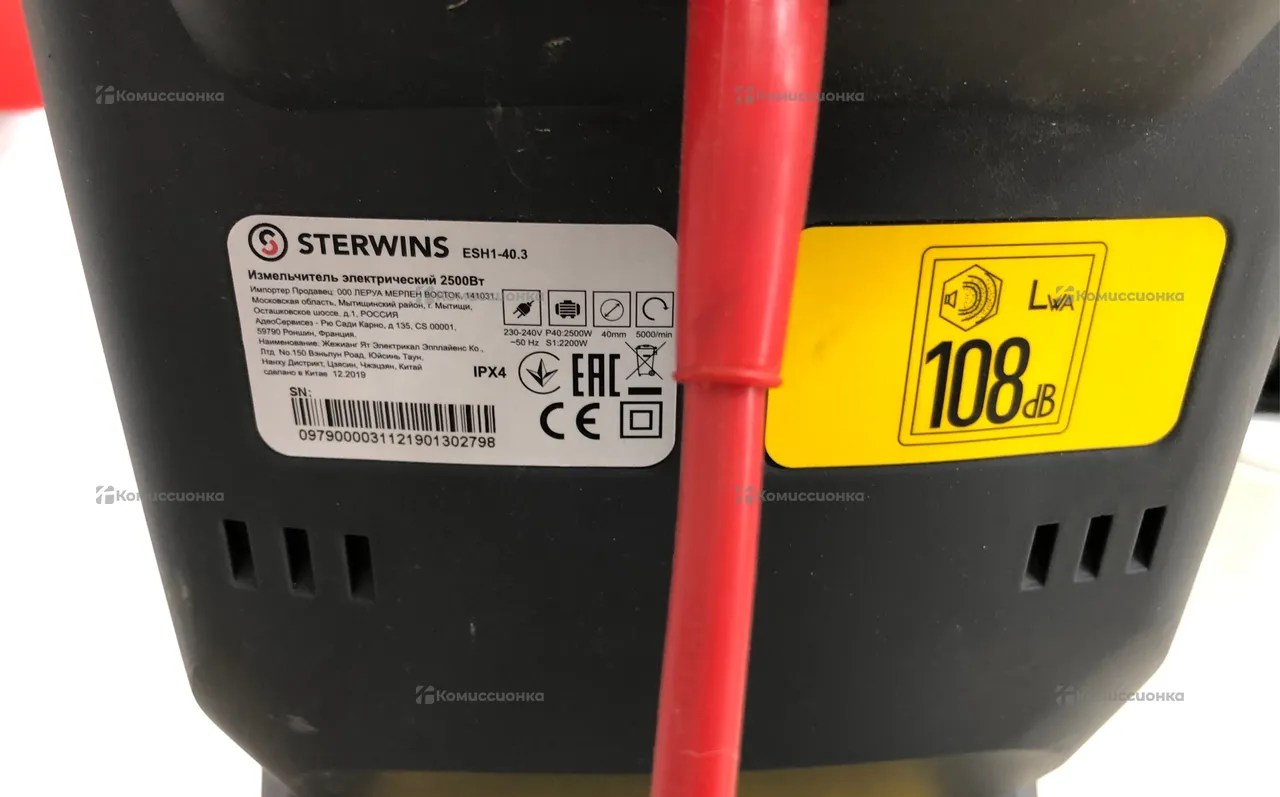 STERWINS ESH1-40.3
Измельчитель электрический 2500Вт
Импортер Продавец: ООО ЛЕРУА МЕРЛЕН ВОСТОК, 141031,
Московская область, Мытищинский район, г. Мытищи,
Осташковское шоссе, д.1, РОССИЯ
АдеоСервисез - Рю Сади Карно, д 135, CS 00001,
59790 Роншин, Франция.
Наименование: Жежианг Ят Электрикал Эпплайенс Ко.,
Лтд No.150 Вэньлун Роад, Юйсинь Таун,
Нанху Дистрикт, Цзясин, Чжэцзян, Китай
сделано в Китае 12.2019
230-240V P40:2500W 40mm 5000/min
~50 Hz S1:2200W
IPX4 EAC
CE
SN:
0979000031121901302798
LWA
108dB
Комиссионка
Комиссионка
Комиссионка
Комиссионка
Комиссионка
Комиссионка
Комиссионка
Комиссионка